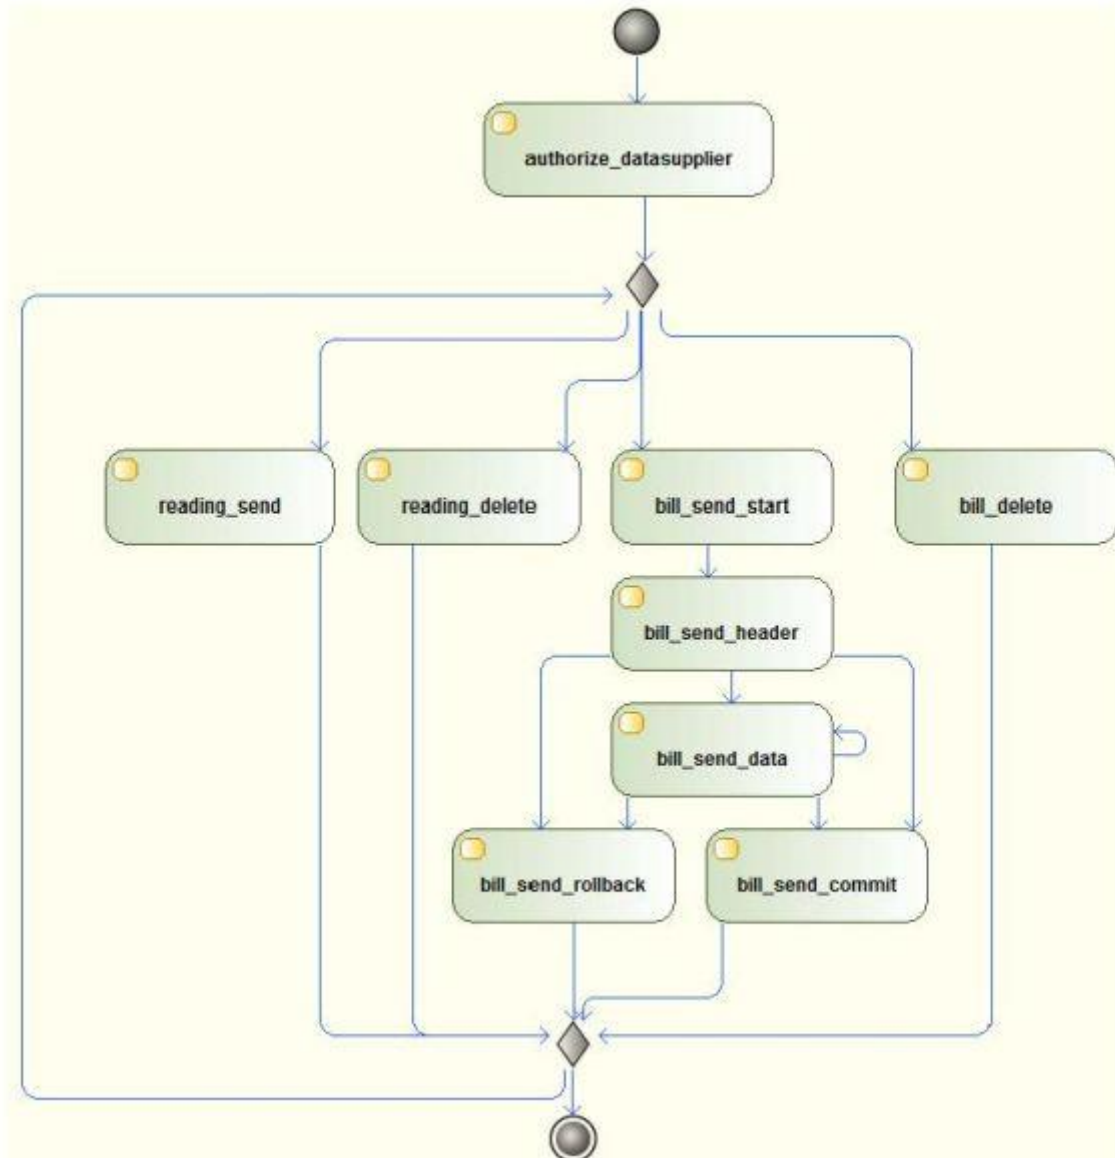 authorize_datasupplier
reading_send
reading_delete
bill_send_start
bill_delete
bill_send_header
bill_send_data
bill_send_rollback
bill_send_commit